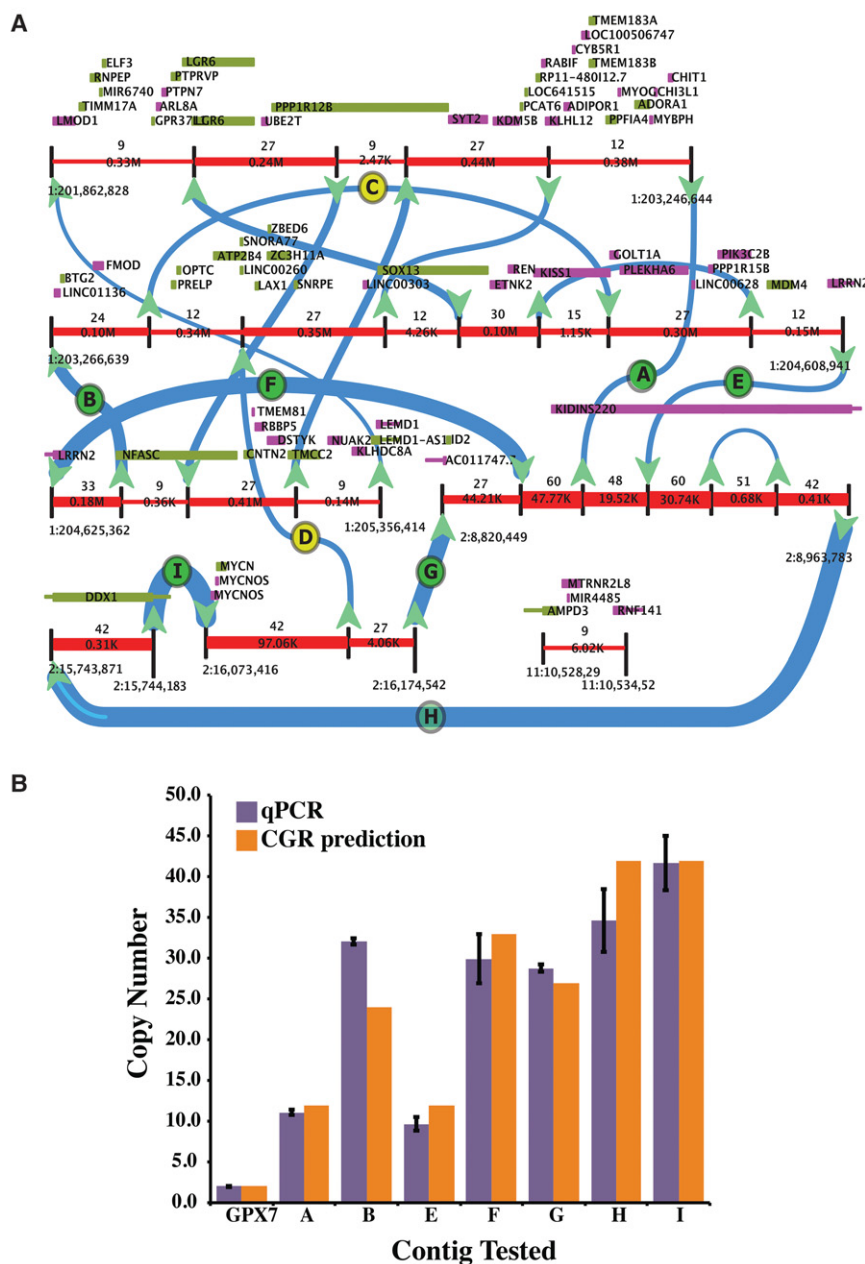 A
TMEM183A
LOC100506747
CYB5R1
TMEM183B
ELF3 LGR6 RABIF CHIT1
RNPEP PTPRVP RP11-480I12.7
MIR6740 PTPN7 LOC641515 MYOG CHI3L1
TIMM17A ARL8A PPP1R12B PCAT6 ADIPOR1 ADORA1
LMOD1 GPR37L LGR6 UBE2T SYT2 KDM5B KLHL12 PPFIA4 MYBPH
9 27 9 27 12
0.33M 0.24M 2.47K 0.44M 0.38M
1:201,862,828 1:203,246,644
C
ZBED6
SNORA77
FMOD ATP2B4 ZC3H11A GOLT1A PIK3C2B
BTG2 OPTC LINC00260 SOX13 REN KISS1 PLEKHA6 PPP1R15B
LINC01136 PRELP LAX1 SNRPE LINC00303 ETNK2 LINC00628 MDM4 LRRN2
24 12 27 12 30 15 27 12
0.10M 0.34M 0.35M 4.26K 0.10M 1.15K 0.30M 0.15M
1:203,266,639 1:204,608,941
B F A E
KIDINS220
TMEM81
RBBP5 LEMD1
DSTYK NUAK2 LEMD1-AS1 ID2
LRRN2 NFASC CNTN2 TMCC2 KLHDC8A AC011747.
33 9 27 9 27 60 48 60 51 42
0.18M 0.36K 0.41M 0.14M 44.21K 47.77K 19.52K 30.74K 0.68K 0.41K
1:204,625,362 1:205,356,414 2:8,820,449 2:8,963,783
D
I G
MYCN
MYCNOS
DDX1 MYCNOS
MTRNR2L8
MIR4485
AMPD3 RNF141
42 42 27 9
0.31K 97.06K 4.06K 6.02K
2:15,743,871 2:15,744,183 2:16,073,416 2:16,174,542 11:10,528,29 11:10,534,52
H
B
50.0
45.0
40.0
35.0
30.0
25.0
20.0
15.0
10.0
5.0
0.0
Copy Number
qPCR
CGR prediction
GPX7 A B E F G H I
Contig Tested